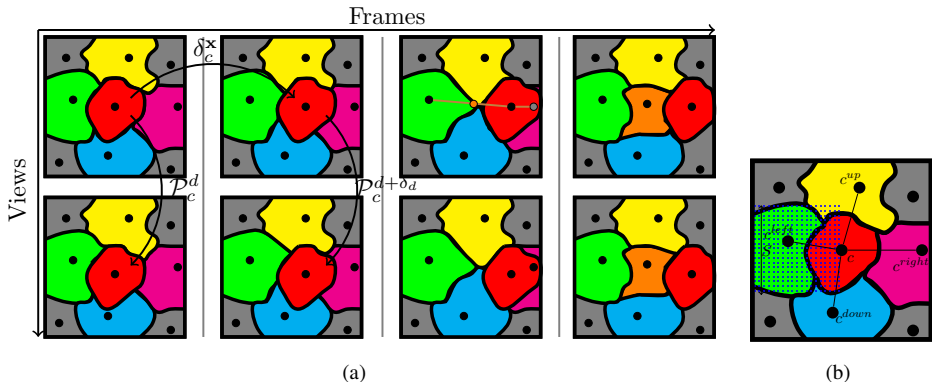 Frames
δ_c^𝐱
Views
𝒫_c^d
𝒫_c^{d+δ_d}
c^{up}
c^{left}
S
c
c^{right}
c^{down}
(a)
(b)